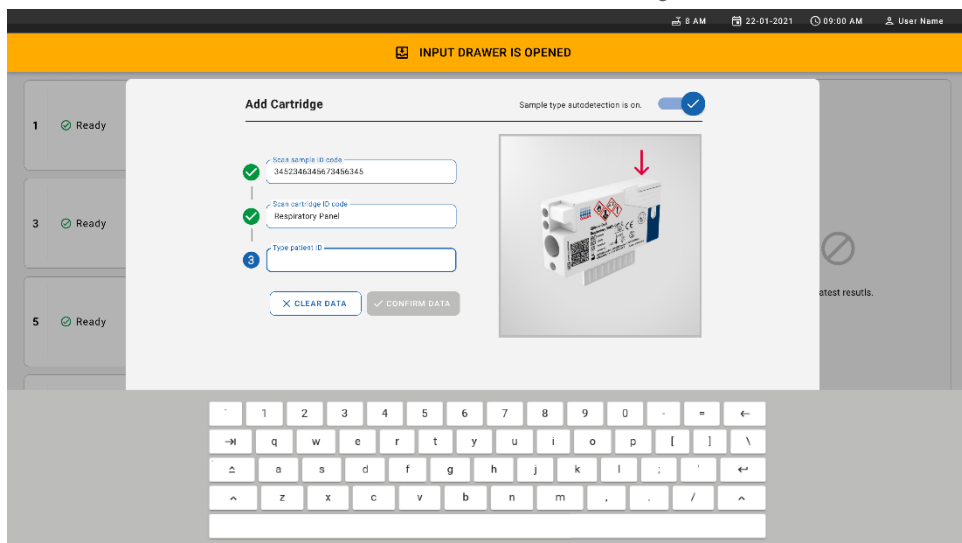 8 AM 22-01-2021 09:00 AM User Name
INPUT DRAWER IS OPENED
Add Cartridge
Sample type autodetection is on.
1 Ready
3 Ready
5 Ready
Scan sample ID code
3452346345673456345
Scan cartridge ID code
Respiratory Panel
3
Type patient ID
CLEAR DATA
CONFIRM DATA
atest resutls.
` 1 2 3 4 5 6 7 8 9 0 - =
q w e r t y u i o p [ ] \
a s d f g h j k l ; '
z x c v b n m , . /